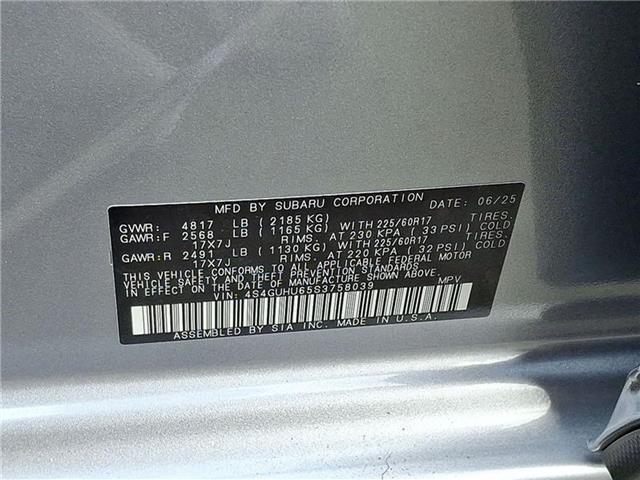 MFD BY SUBARU CORPORATION DATE: 06/25
GVWR: 4817 LB (2185 KG)
GAWR:F 2568 LB (1165 KG) WITH 225/60R17 TIRES.
17X7J RIMS. AT 230 KPA (33 PSI) COLD
GAWR:R 2491 LB (1130 KG) WITH 225/60R17 TIRES.
17X7J RIMS. AT 220 KPA (32 PSI) COLD
THIS VEHICLE CONFORMS TO ALL APPLICABLE FEDERAL MOTOR
VEHICLE SAFETY AND THEFT PREVENTION STANDARDS
IN EFFECT ON THE DATE OF MANUFACTURE SHOWN ABOVE.
VIN: 4S4GUHU65S3758039 MPV
ASSEMBLED BY SIA INC. MADE IN U.S.A.